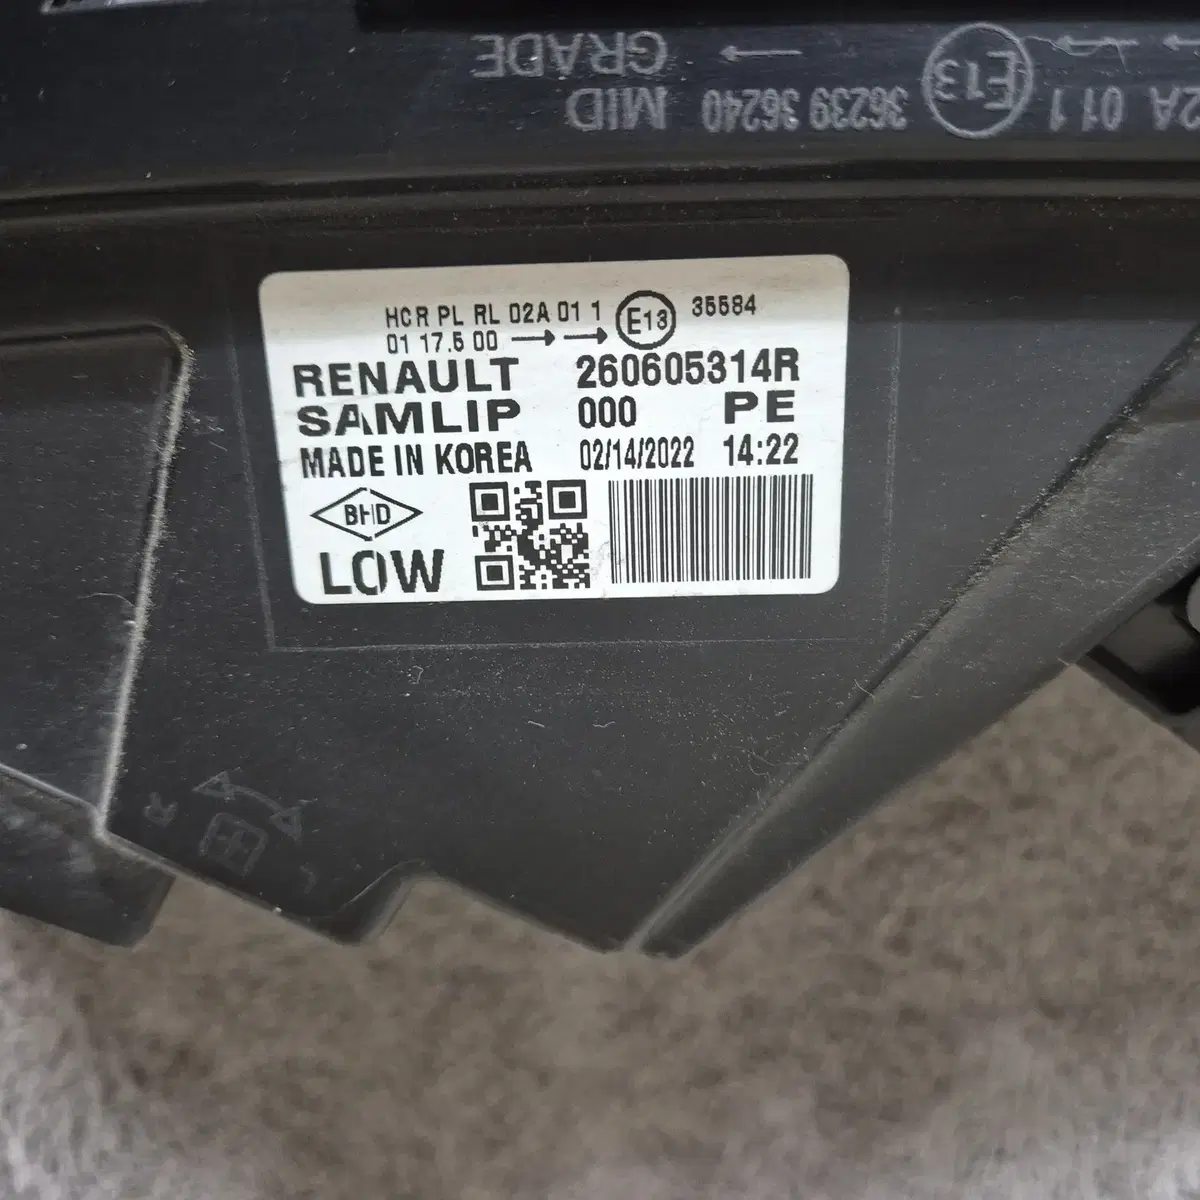 2A 011 E13 36239 36240 MID
GRADE
HCR PL RL 02A 01 1 E13 35584
01 17.5 00
RENAULT 260605314R
SAMLIP 000 PE
MADE IN KOREA 02/14/2022 14:22
BHD
LOW
R
L